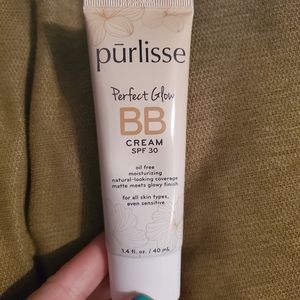 pūrlisse
Perfect Glow
BB
CREAM
SPF 30
oil free
moisturizing
natural-looking coverage
matte meets glowy finish
for all skin types,
even sensitive
1.4 fl. oz. / 40 mL